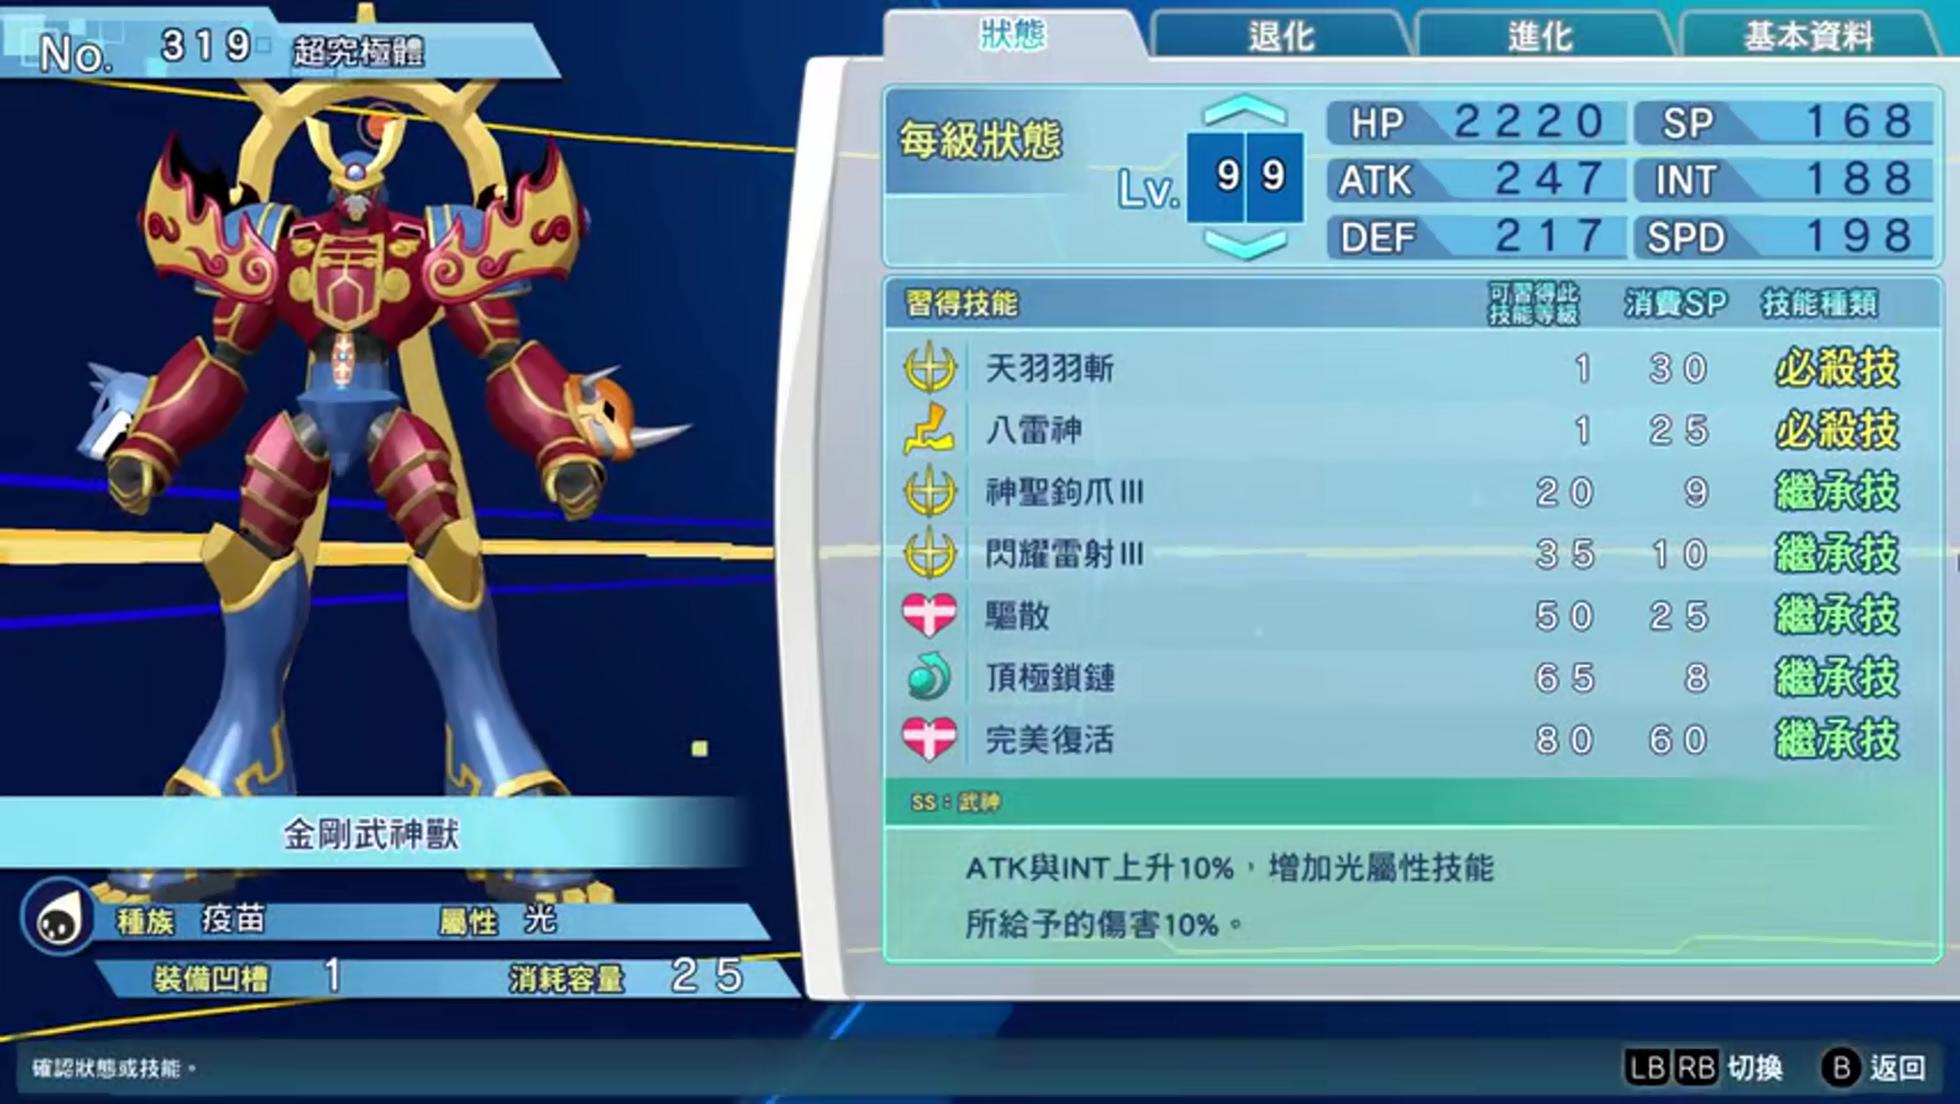 No. 319 超究極體
狀態 退化 進化 基本資料
每級狀態 Lv. 99
HP 2220 SP 168
ATK 247 INT 188
DEF 217 SPD 198
習得技能 可習得此技能等級 消費SP 技能種類
天羽羽斬 1 30 必殺技
八雷神 1 25 必殺技
神聖鉤爪III 20 9 繼承技
閃耀雷射III 35 10 繼承技
驅散 50 25 繼承技
頂極鎖鏈 65 8 繼承技
完美復活 80 60 繼承技
SS：武神
ATK與INT上升10%，增加光屬性技能
所給予的傷害10%。
金剛武神獸
種族 疫苗 屬性 光
裝備凹槽 1 消耗容量 25
確認狀態或技能。
LB RB 切換 B 返回